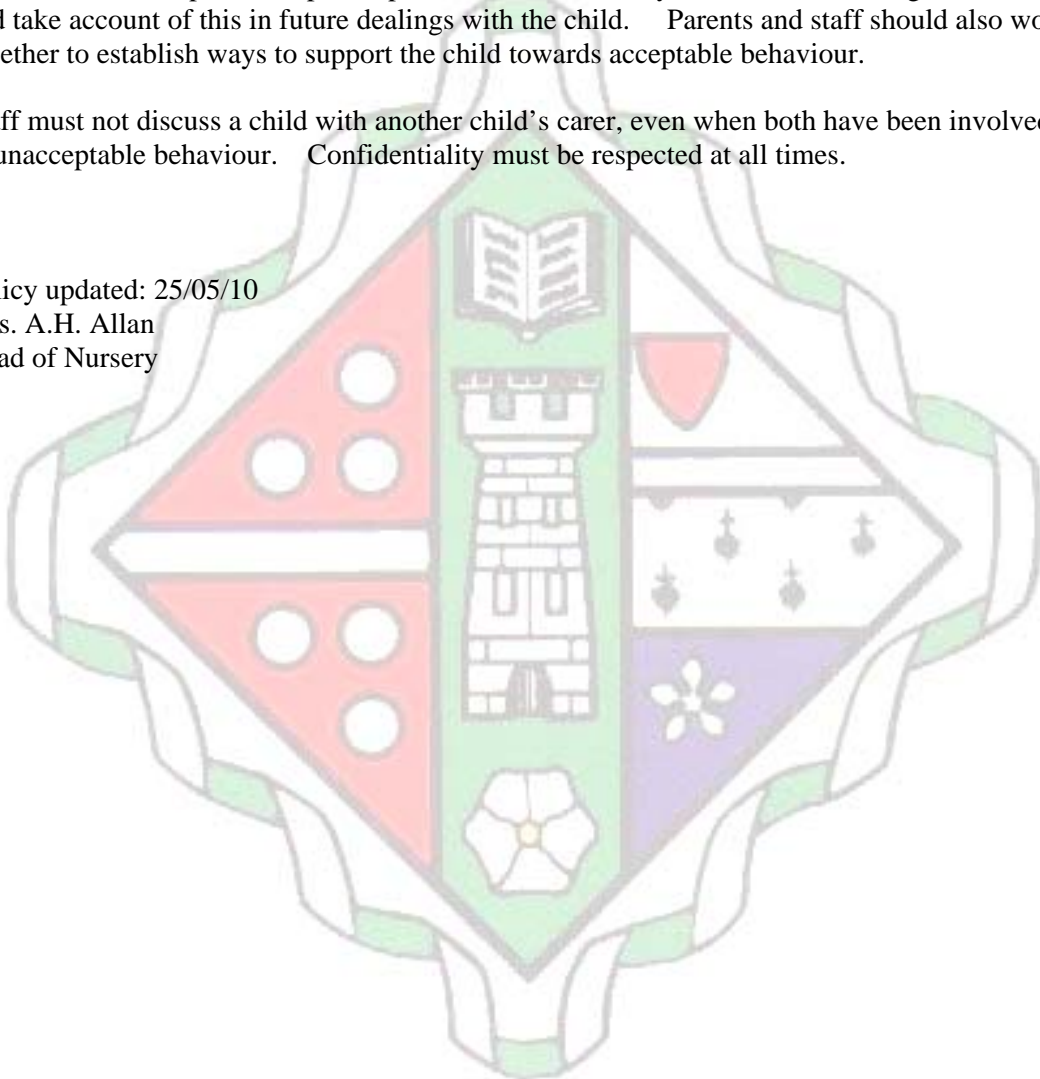 d take account of this in future dealings with the child. Parents and staff should also wo
ether to establish ways to support the child towards acceptable behaviour.
ff must not discuss a child with another child's carer, even when both have been involved
unacceptable behaviour. Confidentiality must be respected at all times.
licy updated: 25/05/10
s. A.H. Allan
ad of Nursery